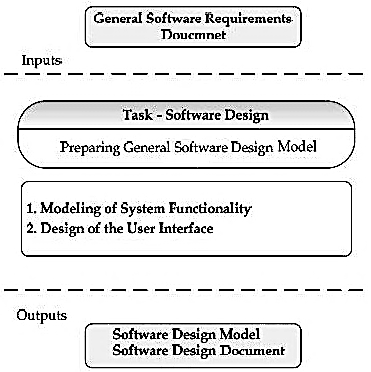 General Software Requirements
Doucmnet
Inputs
Task - Software Design
Preparing General Software Design Model
1. Modeling of System Functionality
2. Design of the User Interface
Outputs
Software Design Model
Software Design Document